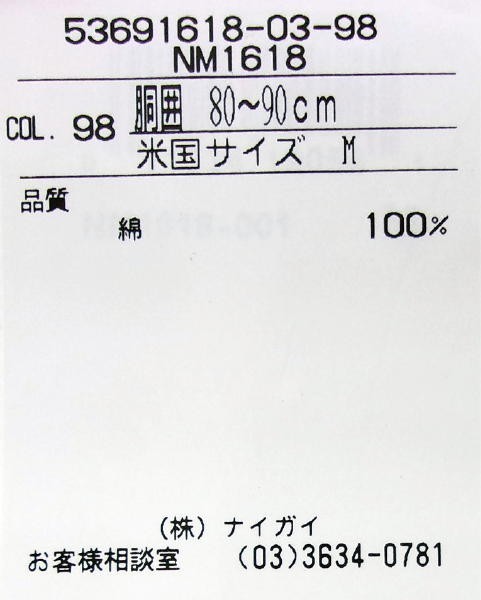 53691618-03-98
NM1618
COL. 98 胴囲 80~90cm
米国サイズ M
品質
綿 100%
(株) ナイガイ
お客様相談室 (03)3634-0781